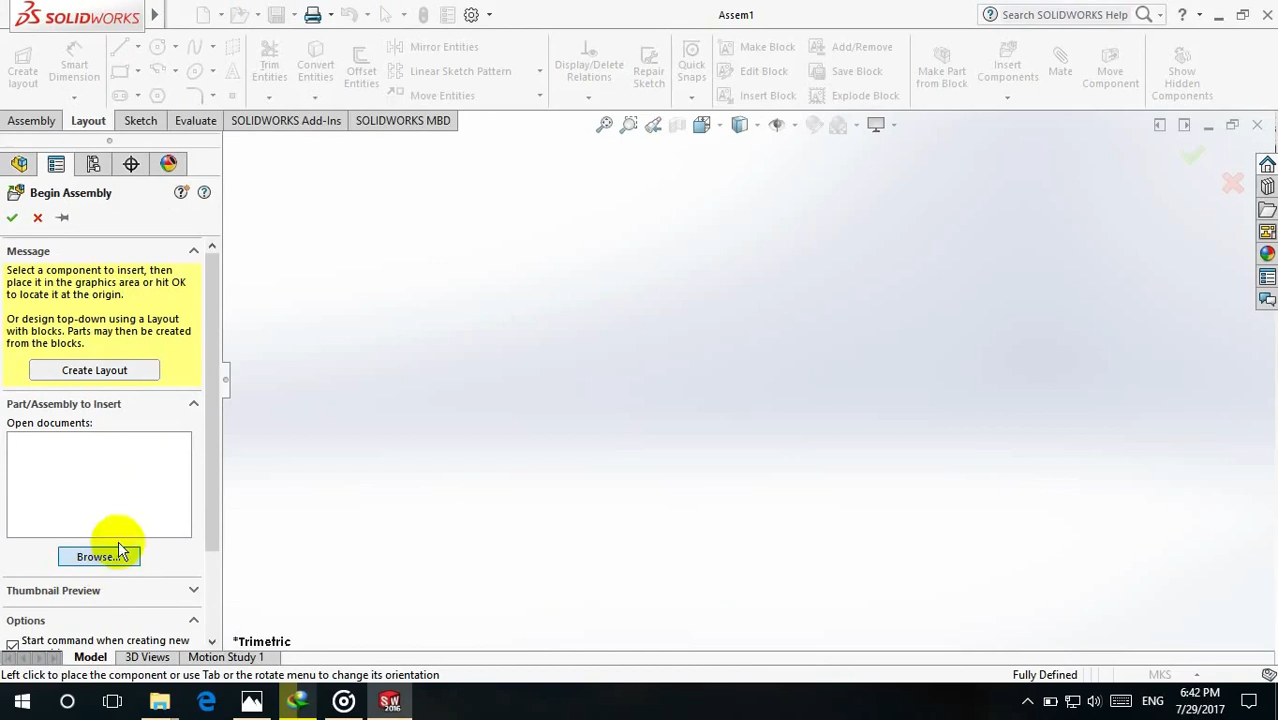 SOLIDWORKS
Assem1
Search SOLIDWORKS Help
Create Layout
Smart Dimension
Trim Entities
Convert Entities
Offset Entities
Mirror Entities
Linear Sketch Pattern
Move Entities
Display/Delete Relations
Repair Sketch
Quick Snaps
Make Block
Edit Block
Insert Block
Add/Remove
Save Block
Explode Block
Make Part from Block
Insert Components
Mate
Move Component
Show Hidden Components
Assembly
Layout
Sketch
Evaluate
SOLIDWORKS Add-Ins
SOLIDWORKS MBD
Begin Assembly
Message
Select a component to insert, then
place it in the graphics area or hit OK
to locate it at the origin.
Or design top-down using a Layout
with blocks. Parts may then be created
from the blocks.
Create Layout
Part/Assembly to Insert
Open documents:
Browse...
Thumbnail Preview
Options
Start command when creating new
*Trimetric
Model
3D Views
Motion Study 1
Left click to place the component or use Tab or the rotate menu to change its orientation
Fully Defined
MKS
ENG
6:42 PM
7/29/2017